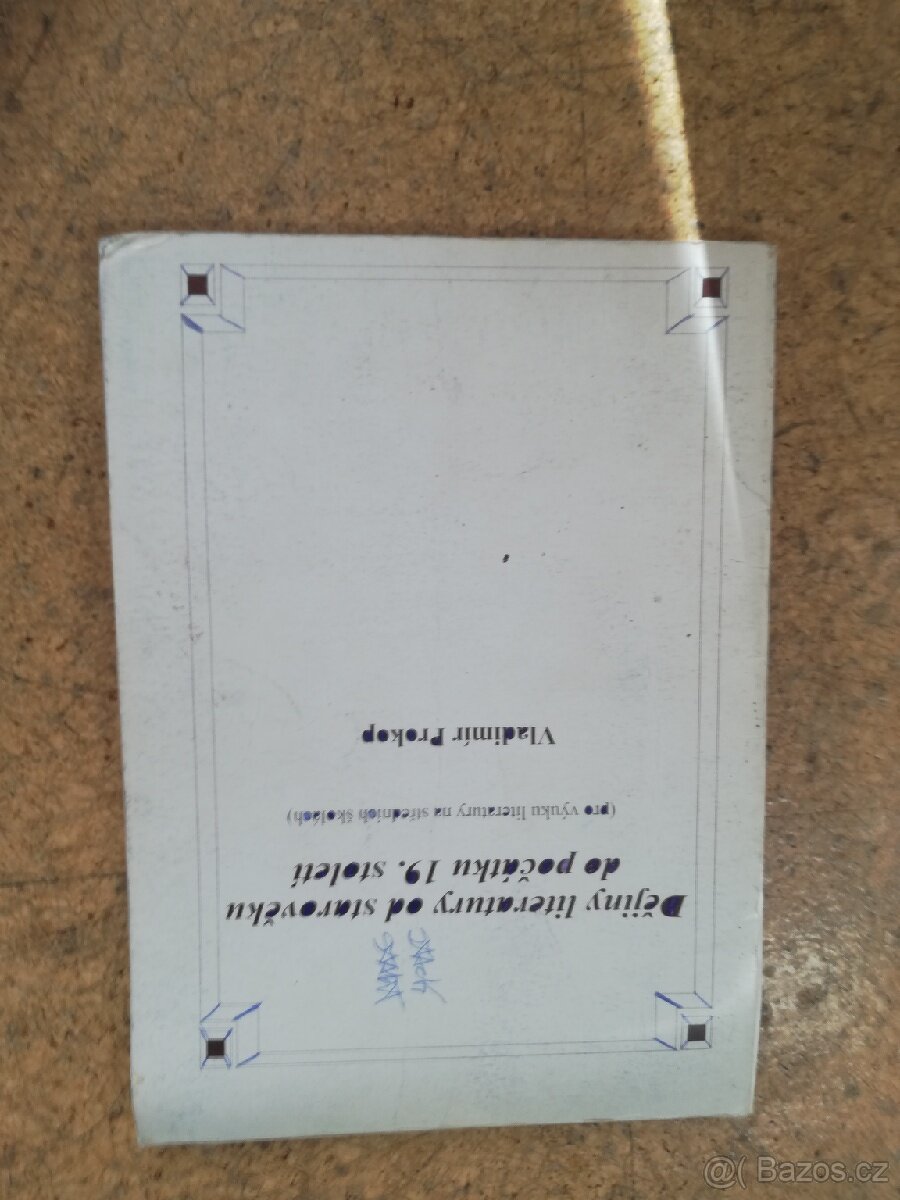 Dějiny literatury od starověku
do počátku 19. století
(pro výuku literatury na středních školách)
Vladimír Prokop
@( Bazos.cz